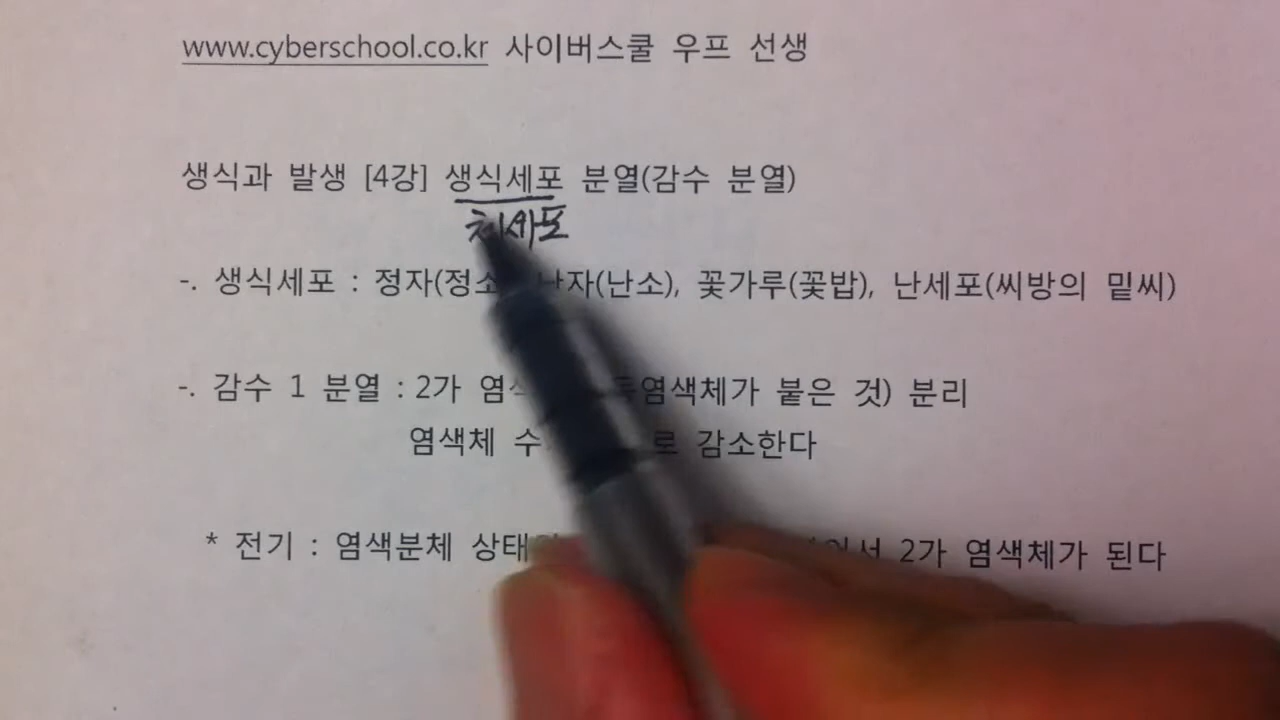 www.cyberschool.co.kr 사이버스쿨 우프 선생
생식과 발생 [4강] 생식세포 분열(감수 분열)
체세포
-. 생식세포 : 정자(정소 난자(난소), 꽃가루(꽃밥), 난세포(씨방의 밑씨)
-. 감수 1 분열 : 2가 염색 동염색체가 붙은 것) 분리
염색체 수 로 감소한다
* 전기 : 염색분체 상태 2가 염색체가 된다